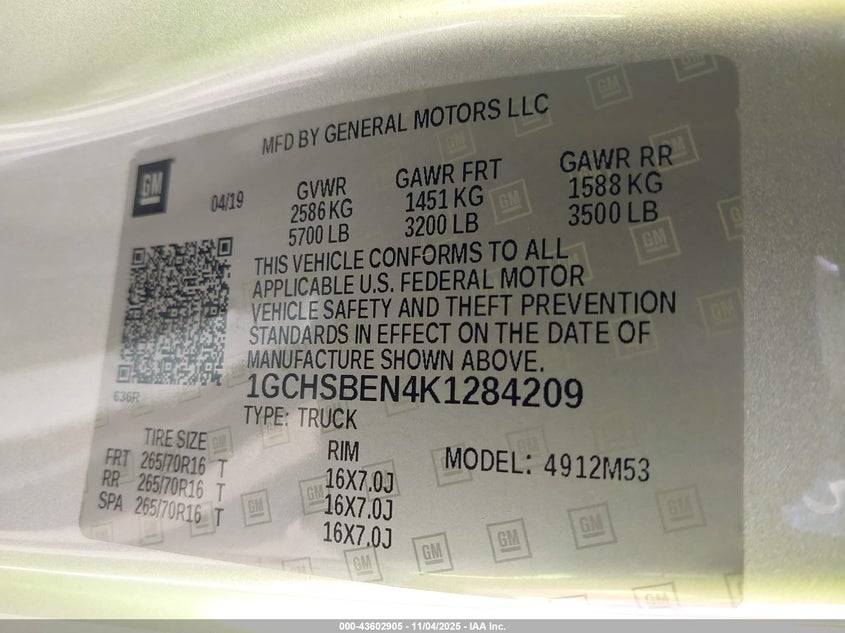 MFD BY GENERAL MOTORS LLC
GM
04/19
GVWR
2586 KG
5700 LB
GAWR FRT
1451 KG
3200 LB
GAWR RR
1588 KG
3500 LB
THIS VEHICLE CONFORMS TO ALL
APPLICABLE U.S. FEDERAL MOTOR
VEHICLE SAFETY AND THEFT PREVENTION
STANDARDS IN EFFECT ON THE DATE OF
MANUFACTURE SHOWN ABOVE.
636R
1GCHSBEN4K1284209
TYPE: TRUCK
TIRE SIZE
FRT 265/70R16 T
RR 265/70R16 T
SPA 265/70R16 T
RIM
16X7.0J
16X7.0J
16X7.0J
MODEL: 4912M53
000-43602905 - 11/04/2025 - IAA Inc.